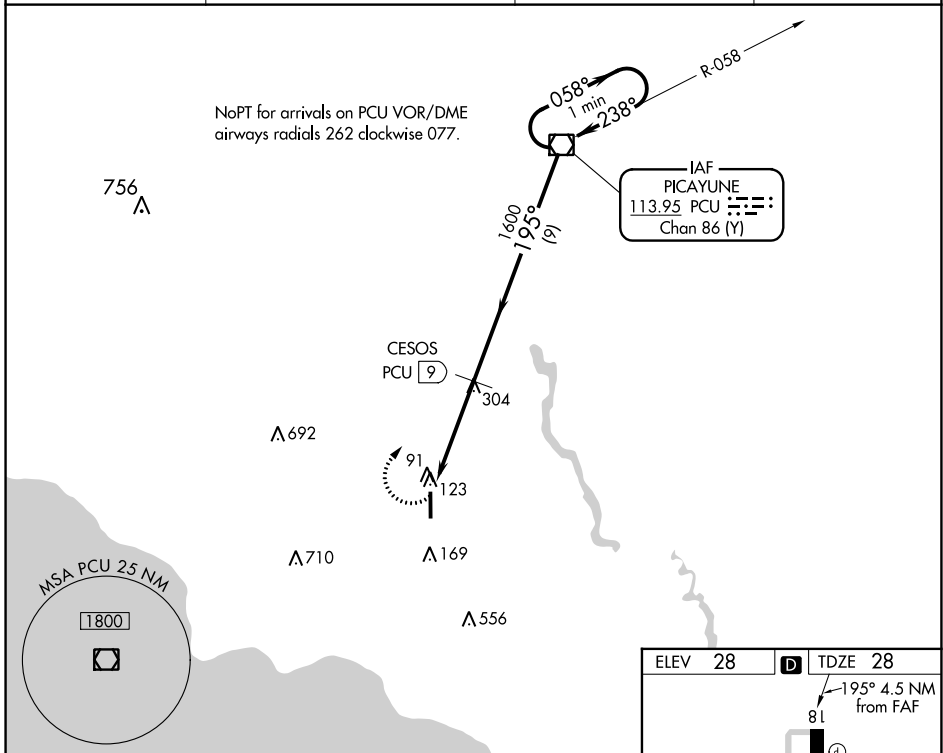 R-058
058°
1 min
238°
NoPT for arrivals on PCU VOR/DME
airways radials 262 clockwise 077.
IAF
PICAYUNE
113.95 PCU
Chan 86 (Y)
756
1600
195°
(9)
CESOS
PCU 9
304
692
91
123
710
169
556
MSA PCU 25 NM
1800
ELEV 28 D TDZE 28
195° 4.5 NM
from FAF
18
d